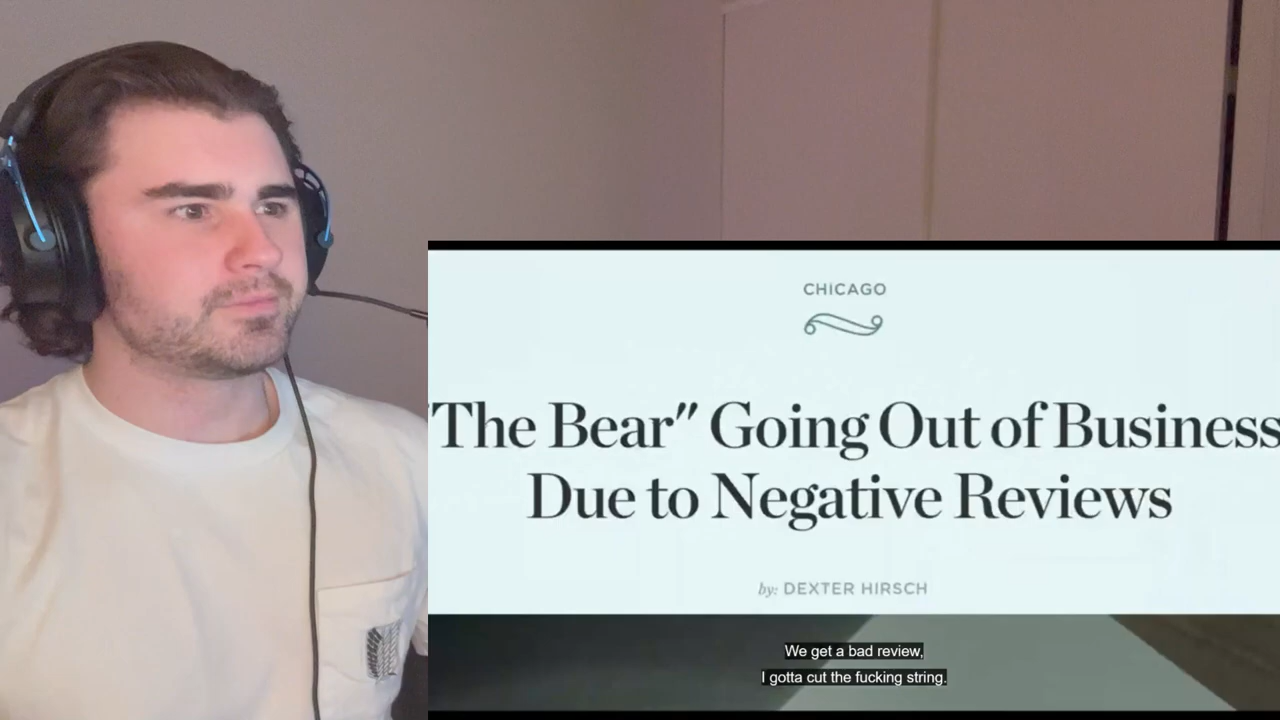 CHICAGO
"The Bear" Going Out of Business
Due to Negative Reviews
by: DEXTER HIRSCH
We get a bad review,
I gotta cut the fucking string.